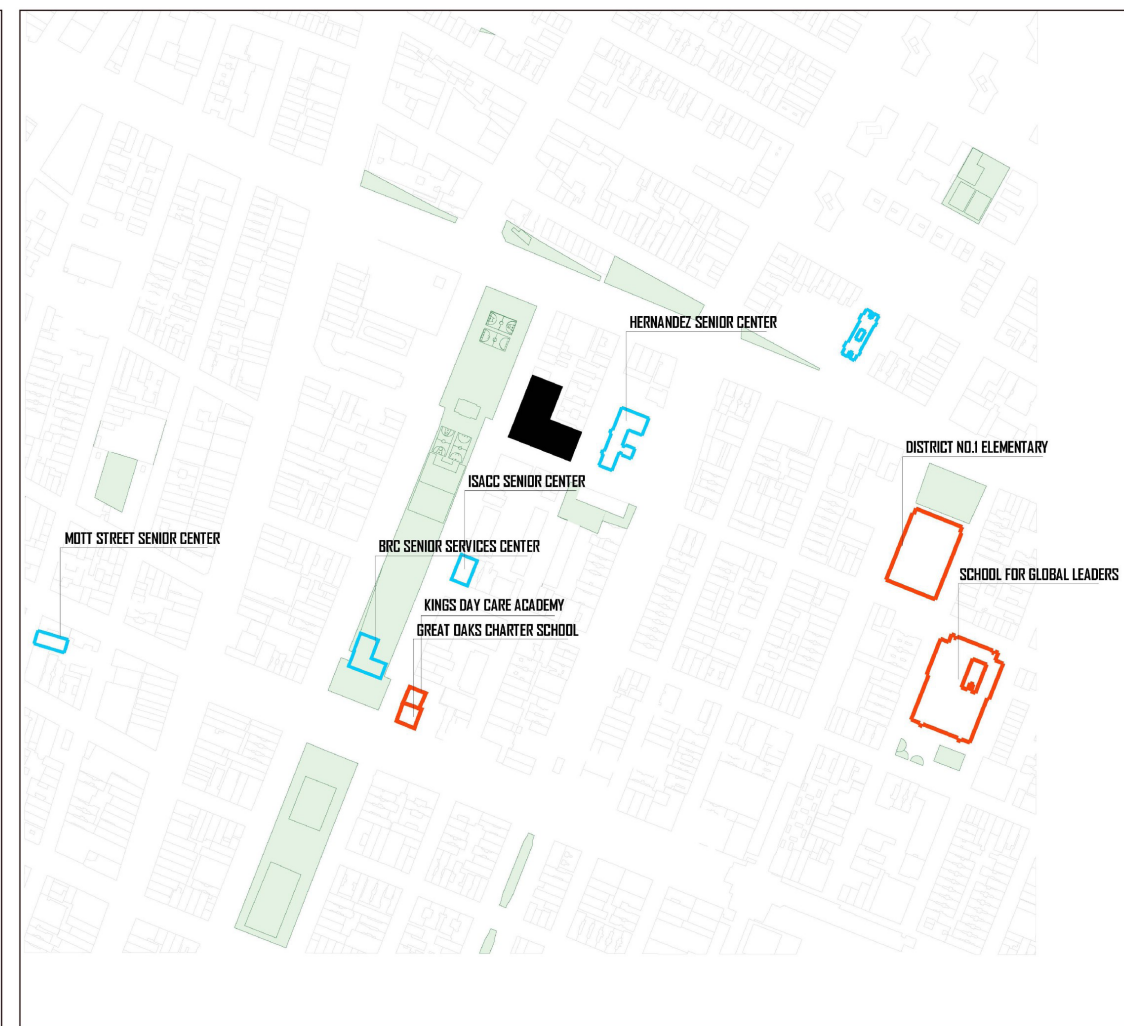 HERNANDEZ SENIOR CENTER
DISTRICT NO.1 ELEMENTARY
ISACC SENIOR CENTER
MOTT STREET SENIOR CENTER
BRC SENIOR SERVICES CENTER
SCHOOL FOR GLOBAL LEADERS
KINGS DAY CARE ACADEMY
GREAT OAKS CHARTER SCHOOL